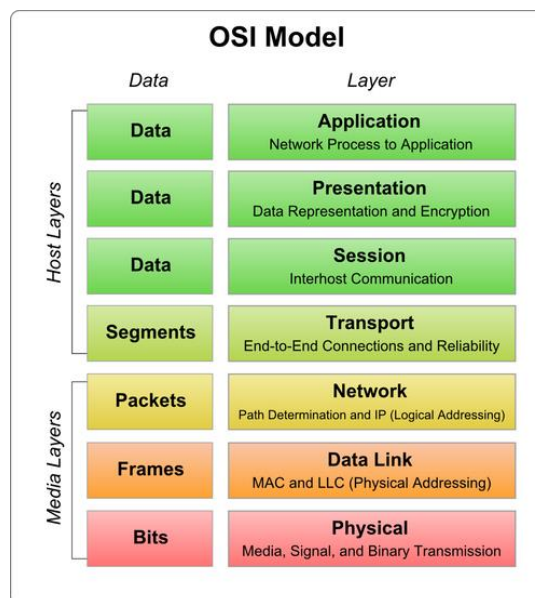 OSI Model
Data Layer
Host Layers
Data
Application
Network Process to Application
Data
Presentation
Data Representation and Encryption
Data
Session
Interhost Communication
Segments
Transport
End-to-End Connections and Reliability
Media Layers
Packets
Network
Path Determination and IP (Logical Addressing)
Frames
Data Link
MAC and LLC (Physical Addressing)
Bits
Physical
Media, Signal, and Binary Transmission